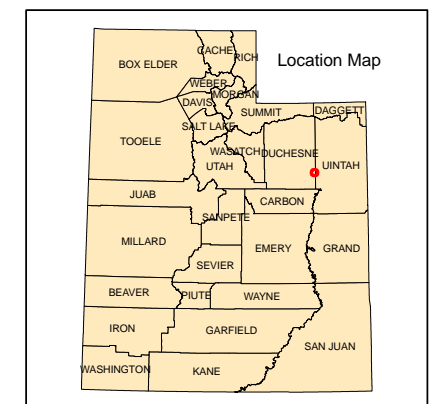 Location Map
BOX ELDER
CACHE
RICH
WEBER
MORGAN
DAVIS
SUMMIT
DAGGETT
SALT LAKE
TOOELE
WASATCH
DUCHESNE
UINTAH
UTAH
JUAB
CARBON
SANPETE
MILLARD
EMERY
GRAND
SEVIER
BEAVER
PIUTE
WAYNE
IRON
GARFIELD
SAN JUAN
WASHINGTON
KANE